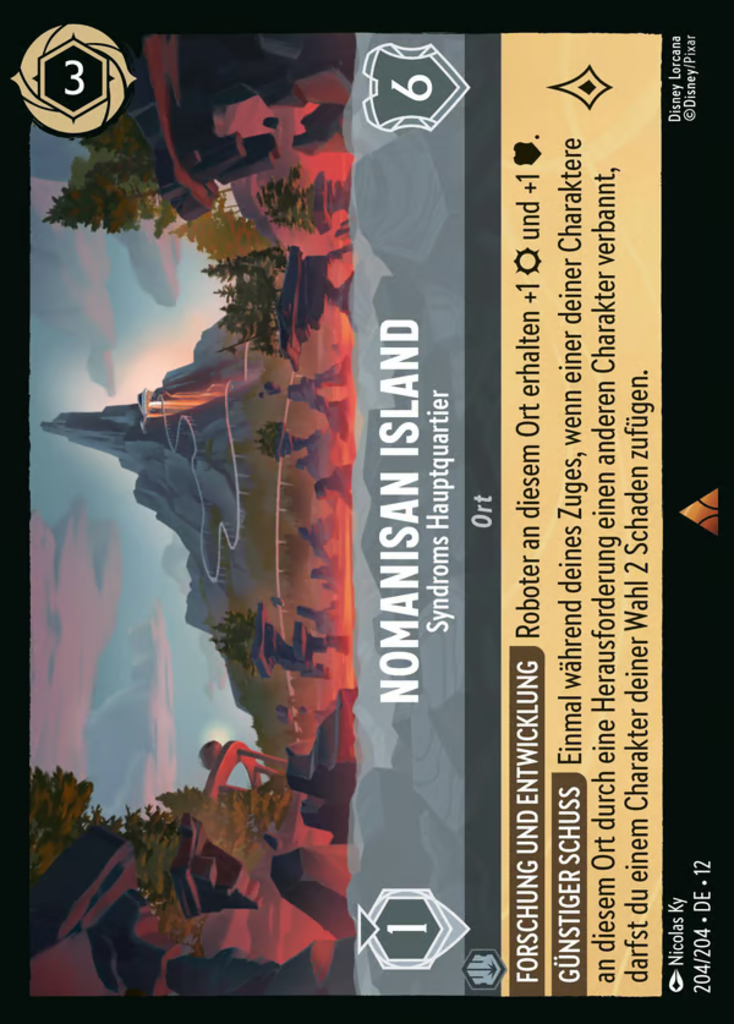 3
NOMANISAN ISLAND
Syndroms Hauptquartier
1
6
Ort
FORSCHUNG UND ENTWICKLUNG Roboter an diesem Ort erhalten +1 und +1 .
GÜNSTIGER SCHUSS Einmal während deines Zuges, wenn einer deiner Charaktere
an diesem Ort durch eine Herausforderung einen anderen Charakter verbannt,
darfst du einem Charakter deiner Wahl 2 Schaden zufügen.
Nicolas Ky
204/204 • DE • 12
Disney Lorcana
©Disney/Pixar